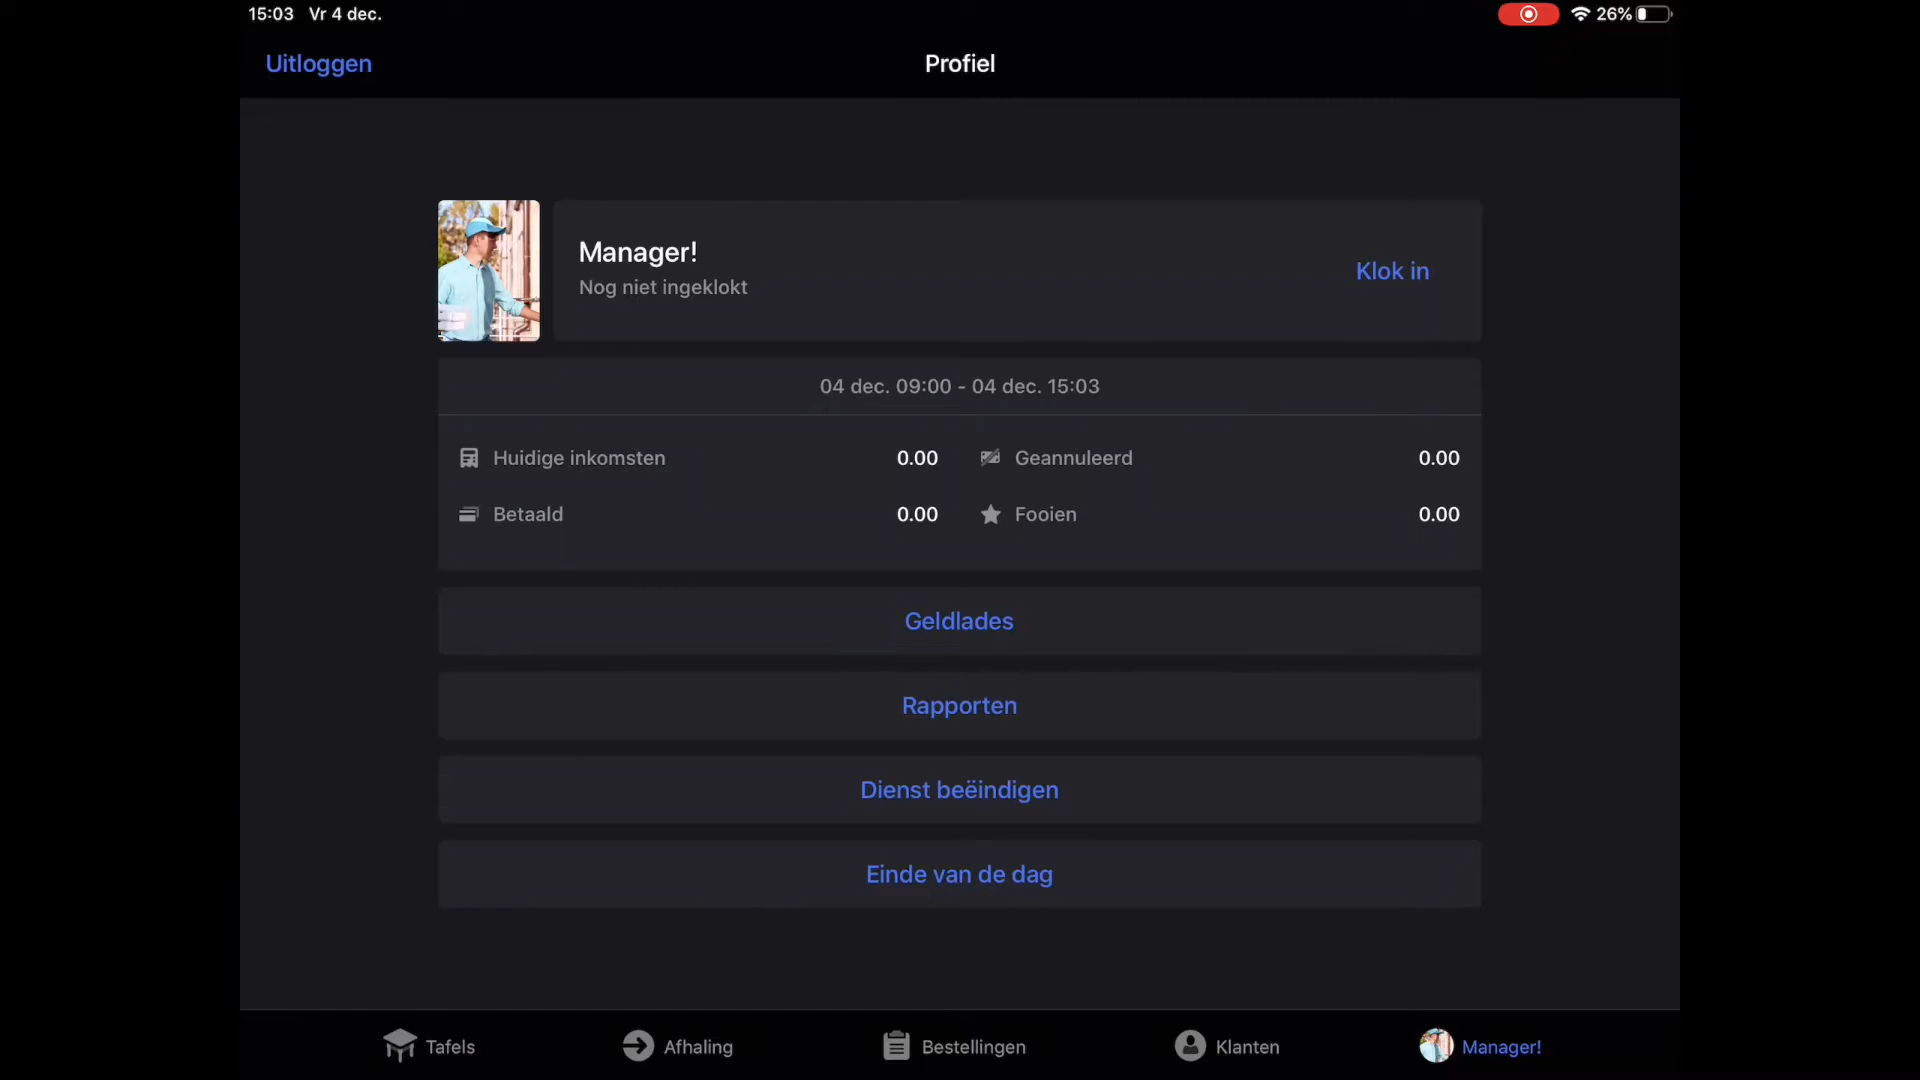 15:03 Vr 4 dec.
26%
Uitloggen
Profiel
Manager!
Nog niet ingeklokt
Klok in
04 dec. 09:00 - 04 dec. 15:03
Huidige inkomsten 0.00
Geannuleerd 0.00
Betaald 0.00
Fooien 0.00
Geldlades
Rapporten
Dienst beëindigen
Einde van de dag
Tafels
Afhaling
Bestellingen
Klanten
Manager!